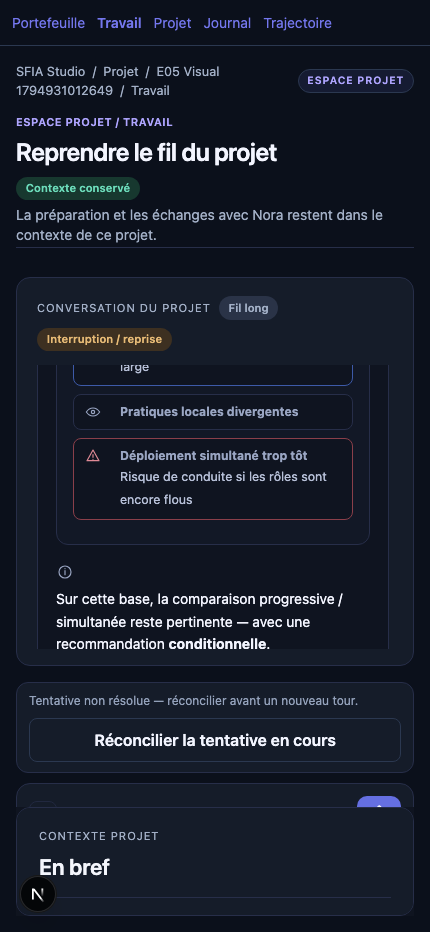 Portefeuille Travail Projet Journal Trajectoire
SFIA Studio / Projet / E05 Visual
1794931012649 / Travail
ESPACE PROJET
ESPACE PROJET / TRAVAIL
Reprendre le fil du projet
Contexte conservé
La préparation et les échanges avec Nora restent dans le
contexte de ce projet.
CONVERSATION DU PROJET Fil long
Interruption / reprise
large
Pratiques locales divergentes
Déploiement simultané trop tôt
Risque de conduite si les rôles sont
encore flous
Sur cette base, la comparaison progressive /
simultanée reste pertinente — avec une
recommandation conditionnelle.
Tentative non résolue — réconcilier avant un nouveau tour.
Réconcilier la tentative en cours
CONTEXTE PROJET
En bref
N